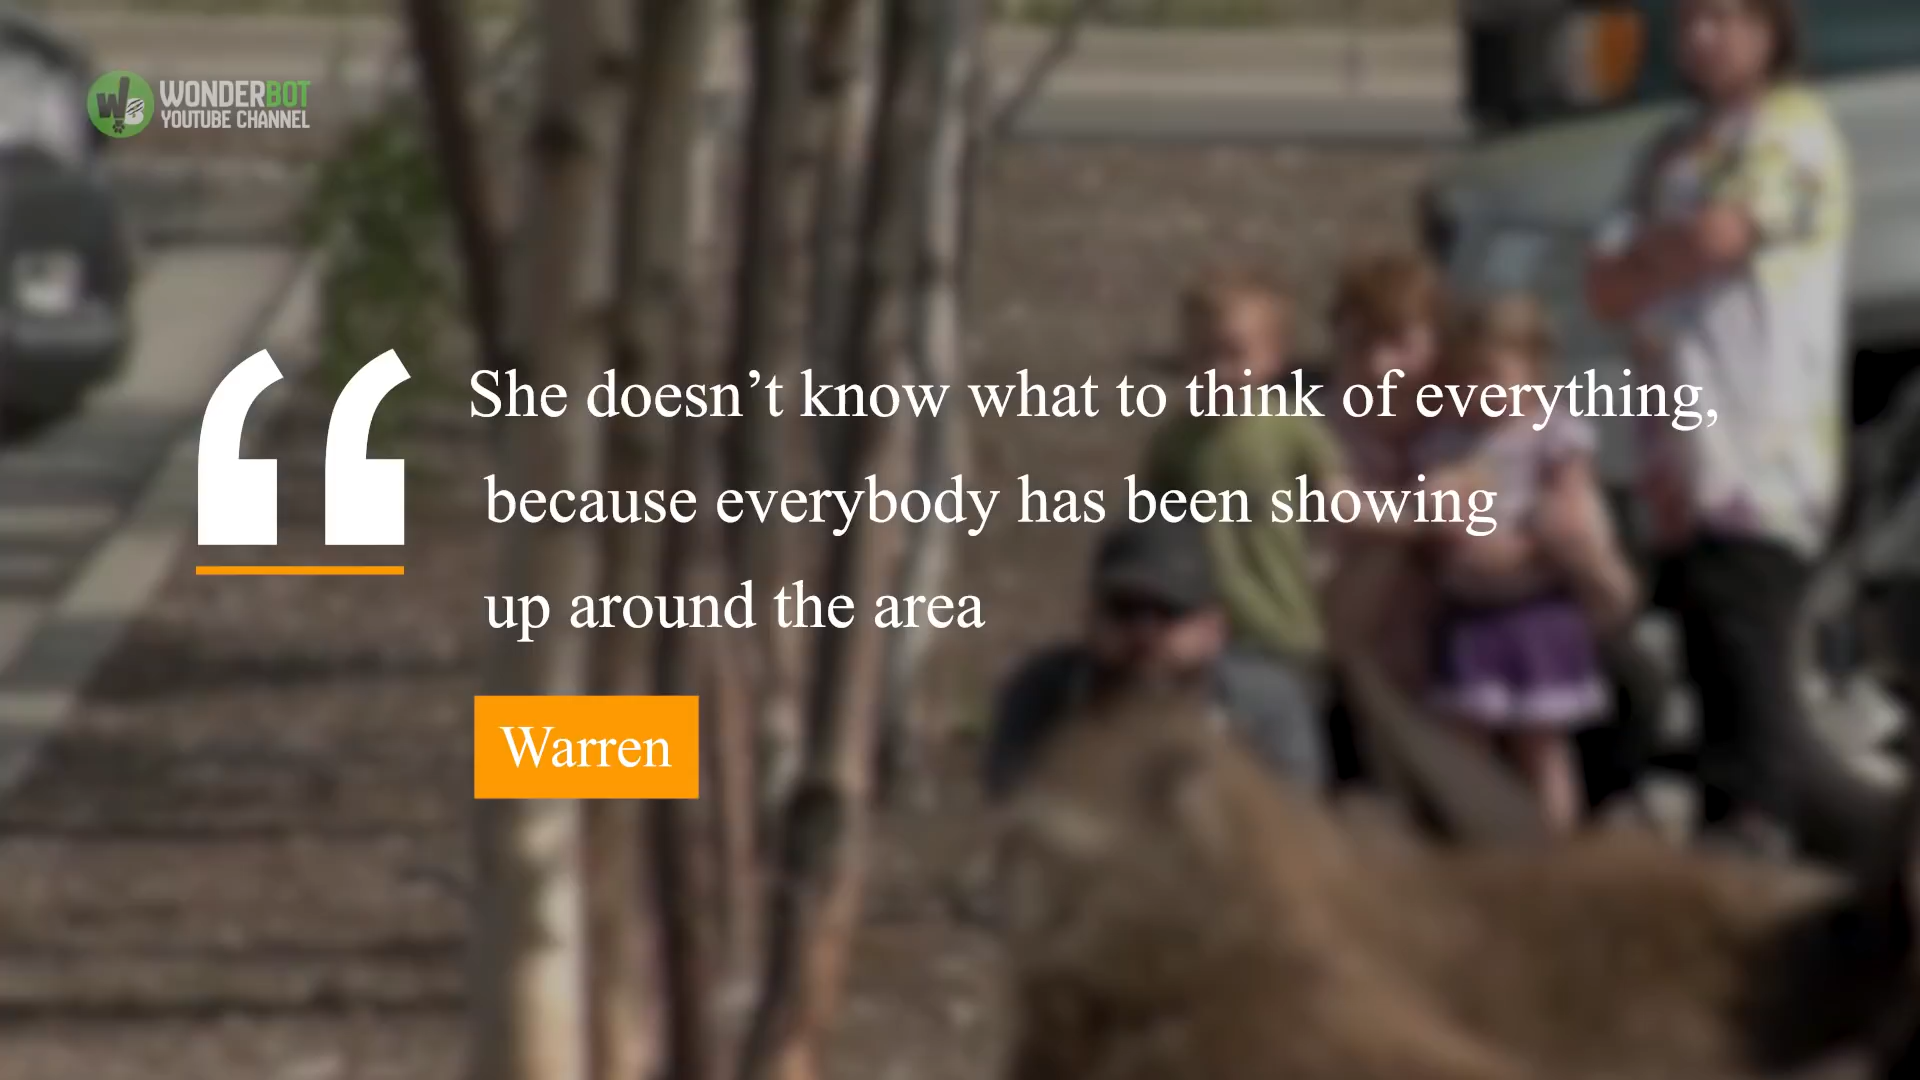 WONDERBOT
YOUTUBE CHANNEL
She doesn’t know what to think of everything,
because everybody has been showing
up around the area
Warren